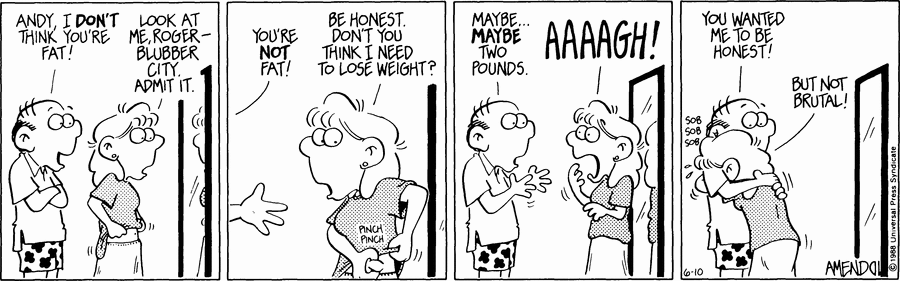 ANDY, I DON'T
THINK YOU'RE
FAT!
LOOK AT
ME, ROGER-
BLUBBER
CITY.
ADMIT IT.
YOU'RE
NOT
FAT!
BE HONEST.
DON'T YOU
THINK I NEED
TO LOSE WEIGHT?
PINCH
PINCH
MAYBE...
MAYBE
TWO
POUNDS.
AAAAGH!
YOU WANTED
ME TO BE
HONEST!
SOB
SOB
SOB
BUT NOT
BRUTAL!
6-10
AMEND
© 1988 Universal Press Syndicate